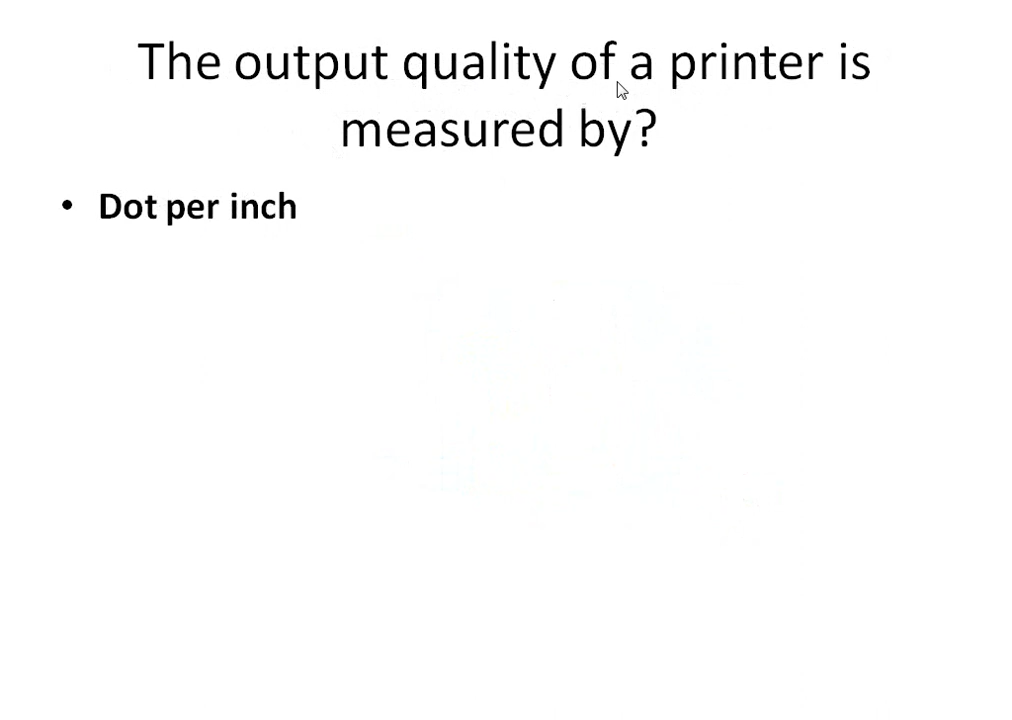 The output quality of a printer is
measured by?
• Dot per inch